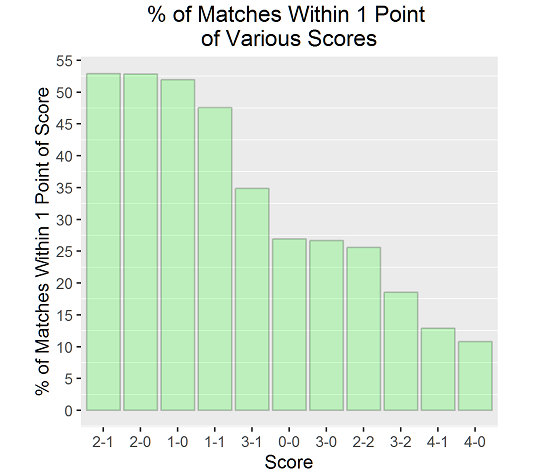 % of Matches Within 1 Point
of Various Scores
% of Matches Within 1 Point of Score
55
50
45
40
35
30
25
20
15
10
5
0
2-1 2-0 1-0 1-1 3-1 0-0 3-0 2-2 3-2 4-1 4-0
Score